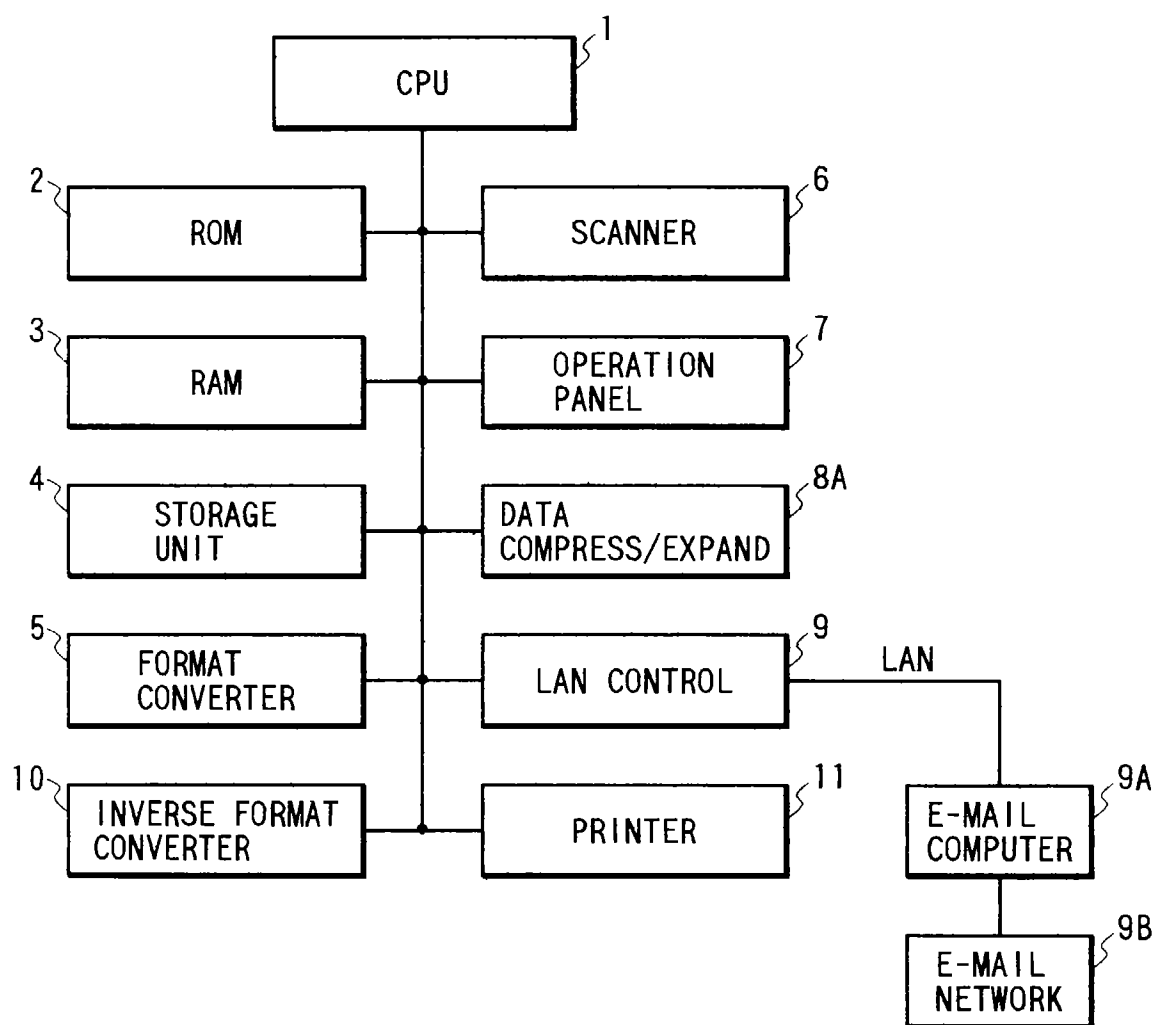 1
CPU
2
ROM
6
SCANNER
3
RAM
7
OPERATION
PANEL
4
STORAGE
UNIT
8A
DATA
COMPRESS/EXPAND
5
FORMAT
CONVERTER
9
LAN CONTROL
LAN
10
INVERSE FORMAT
CONVERTER
11
PRINTER
9A
E-MAIL
COMPUTER
9B
E-MAIL
NETWORK